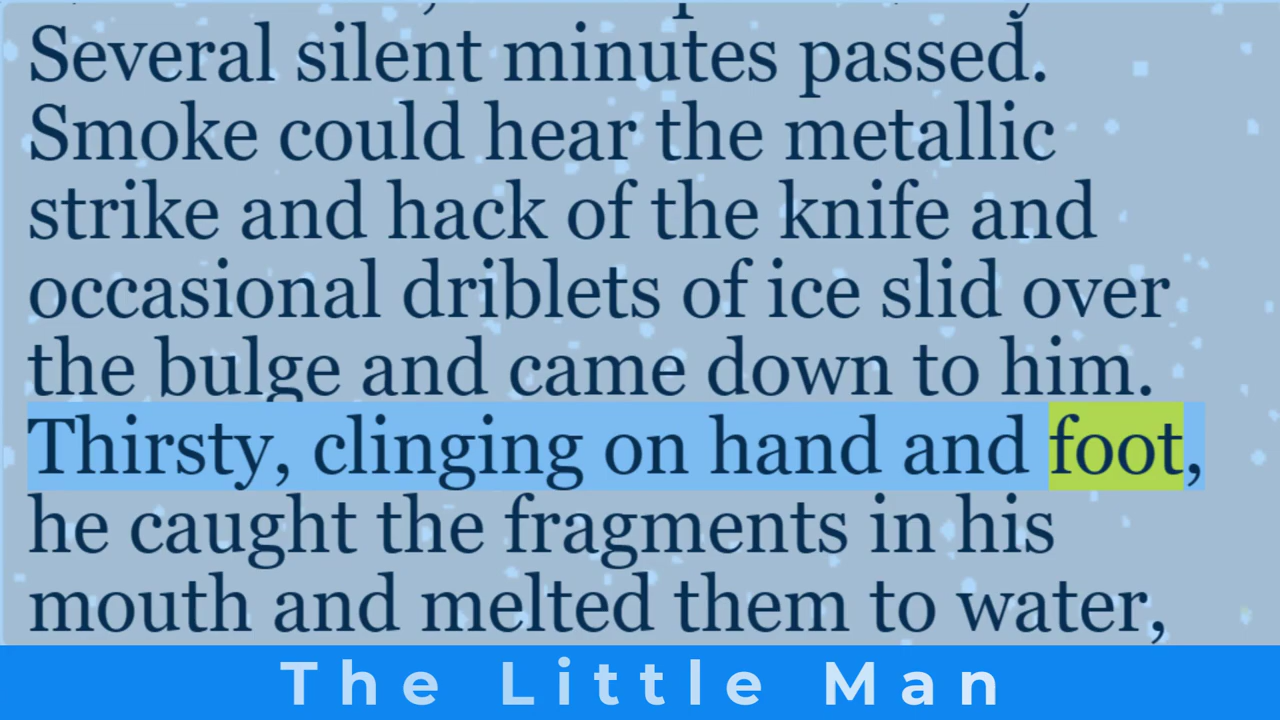 Several silent minutes passed.
Smoke could hear the metallic
strike and hack of the knife and
occasional driblets of ice slid over
the bulge and came down to him.
Thirsty, clinging on hand and foot,
he caught the fragments in his
mouth and melted them to water,
The Little Man